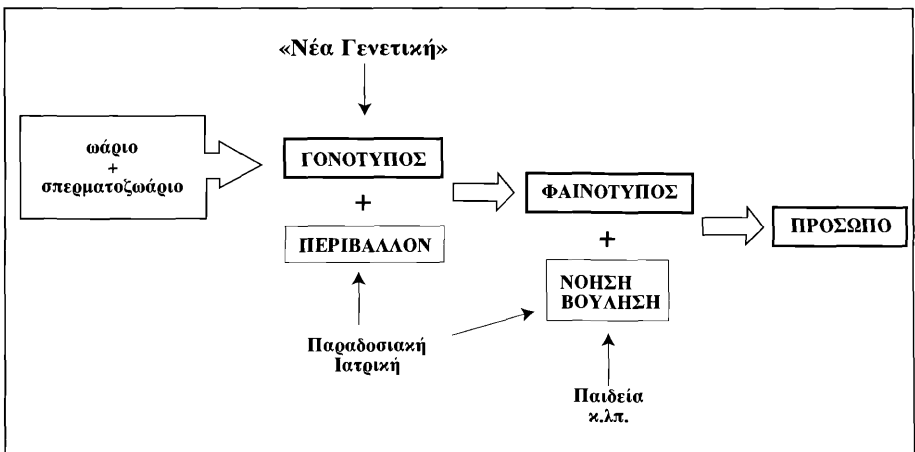 «Νέα Γενετική»
ωάριο
+
σπερματοζωάριο
ΓΟΝΟΤΥΠΟΣ
+
ΠΕΡΙΒΑΛΛΟΝ
ΦΑΙΝΟΤΥΠΟΣ
+
ΝΟΗΣΗ
ΒΟΥΛΗΣΗ
ΠΡΟΣΩΠΟ
Παραδοσιακή
Ιατρική
Παιδεία
κ.λπ.